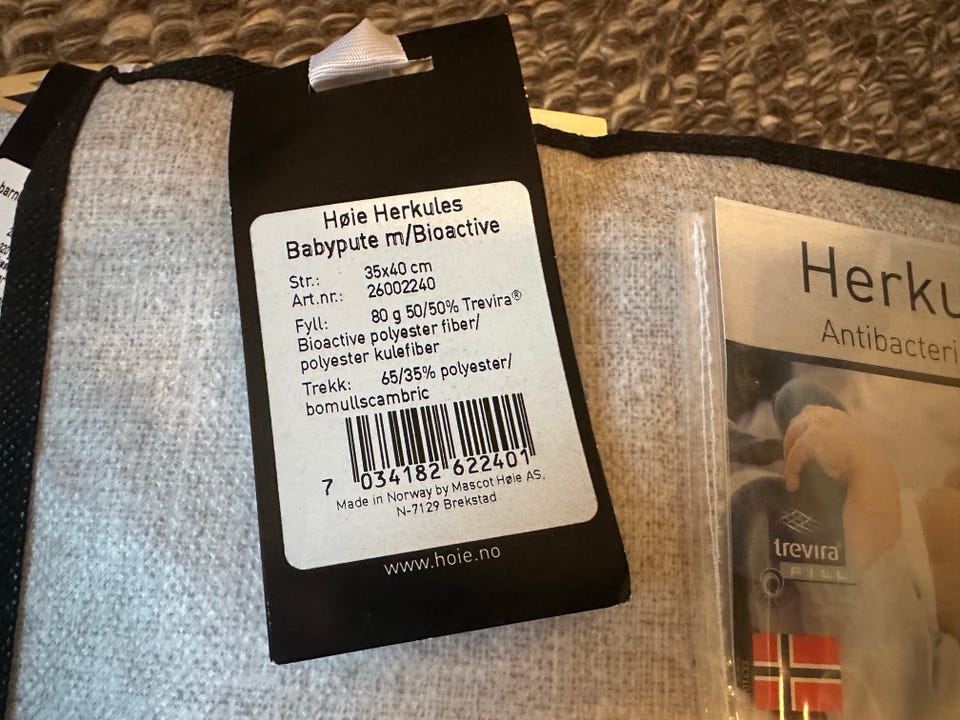 Høie Herkules
Babypute m/Bioactive
Str.: 35x40 cm
Art.nr.: 26002240
Fyll: 80 g 50/50% Trevira®
Bioactive polyester fiber/
polyester kulefiber
Trekk: 65/35% polyester/
bomullscambric
7 034182 622401
Made in Norway by Mascot Høie AS,
N-7129 Brekstad
www.hoie.no
Herku
Antibacteri
trevira
FILL
barn